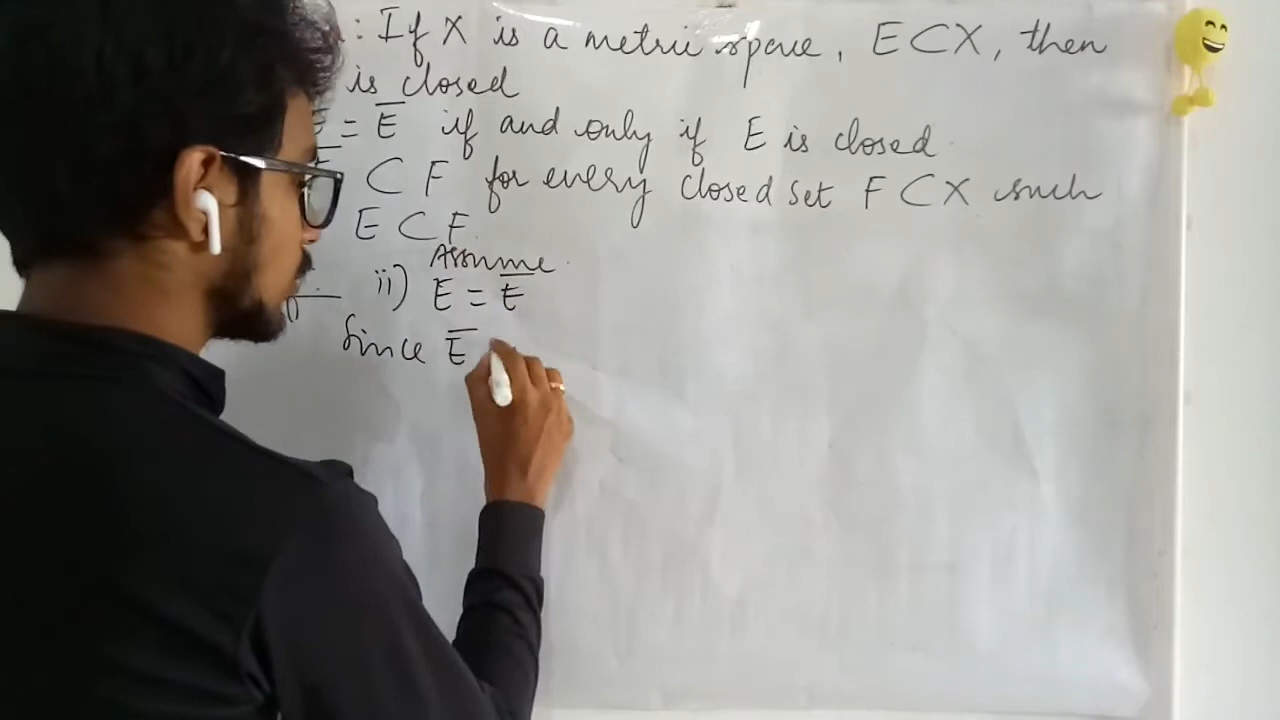 : If X is a metric space, E ⊂ X, then
is closed
E = E̅ if and only if E is closed
E̅ ⊂ F for every closed set F ⊂ X such
E ⊂ F.
Assume
ii) E = E̅
Since E̅